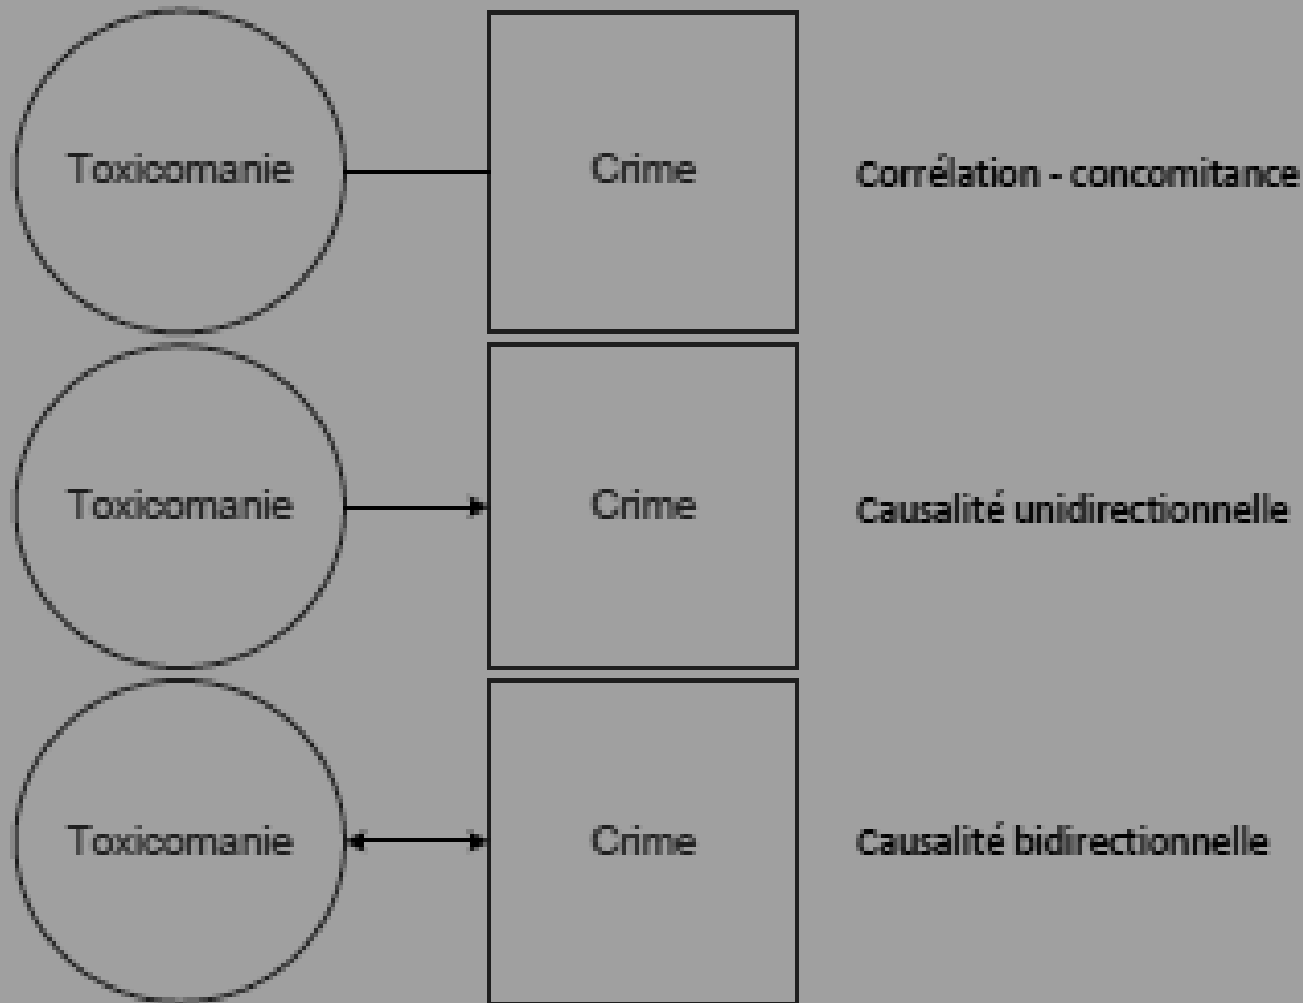 Toxicomanie Crime Corrélation - concomitance
Toxicomanie Crime Causalité unidirectionnelle
Toxicomanie Crime Causalité bidirectionnelle